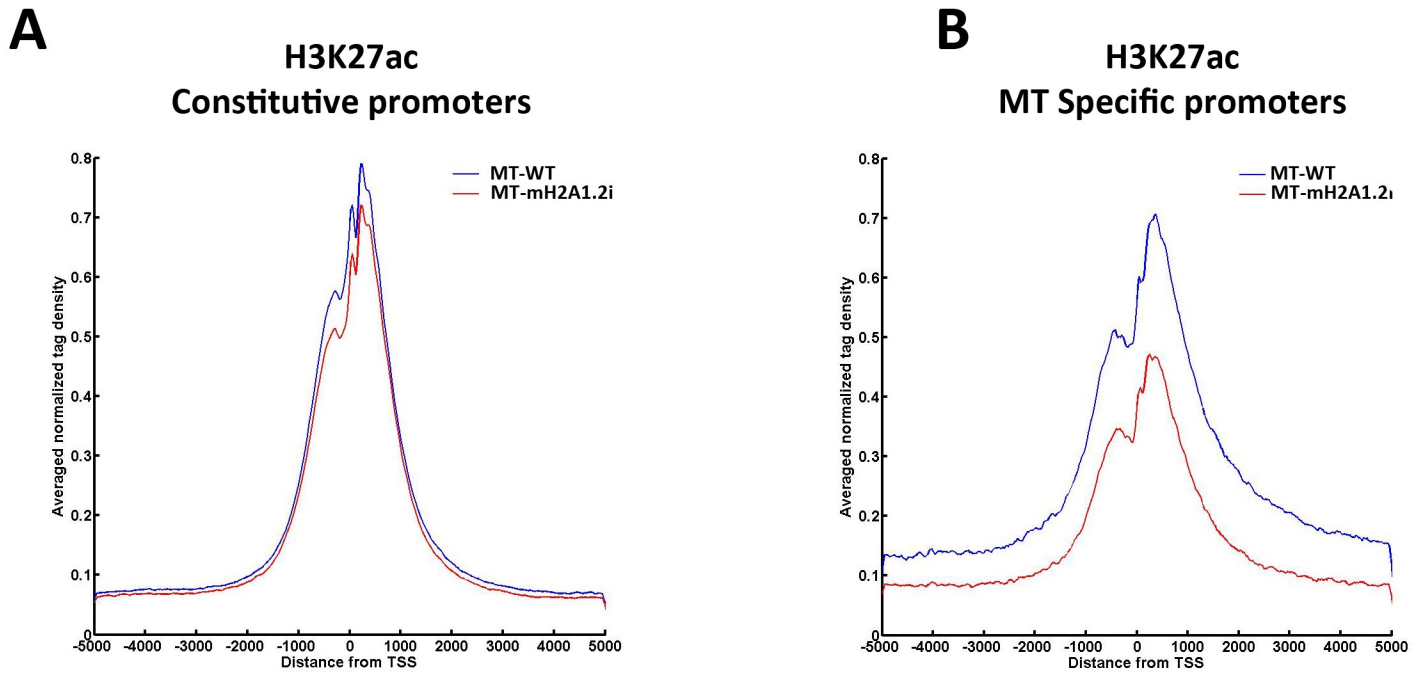 A
H3K27ac
Constitutive promoters
0.8
0.7
0.6
0.5
0.4
0.3
0.2
0.1
0
Averaged normalized tag density
MT-WT
MT-mH2A1.2i
-5000 -4000 -3000 -2000 -1000 0 1000 2000 3000 4000 5000
Distance from TSS
B
H3K27ac
MT Specific promoters
0.8
0.7
0.6
0.5
0.4
0.3
0.2
0.1
0
Averaged normalized tag density
MT-WT
MT-mH2A1.2i
-5000 -4000 -3000 -2000 -1000 0 1000 2000 3000 4000 5000
Distance from TSS